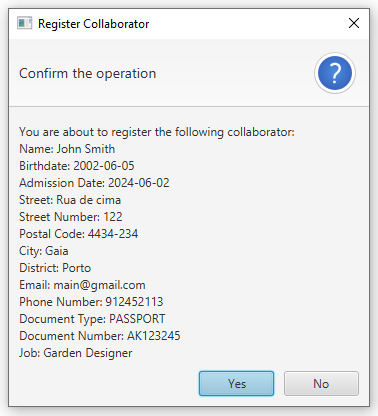 Register Collaborator
Confirm the operation
?
You are about to register the following collaborator:
Name: John Smith
Birthdate: 2002-06-05
Admission Date: 2024-06-02
Street: Rua de cima
Street Number: 122
Postal Code: 4434-234
City: Gaia
District: Porto
Email: main@gmail.com
Phone Number: 912452113
Document Type: PASSPORT
Document Number: AK123245
Job: Garden Designer
Yes No